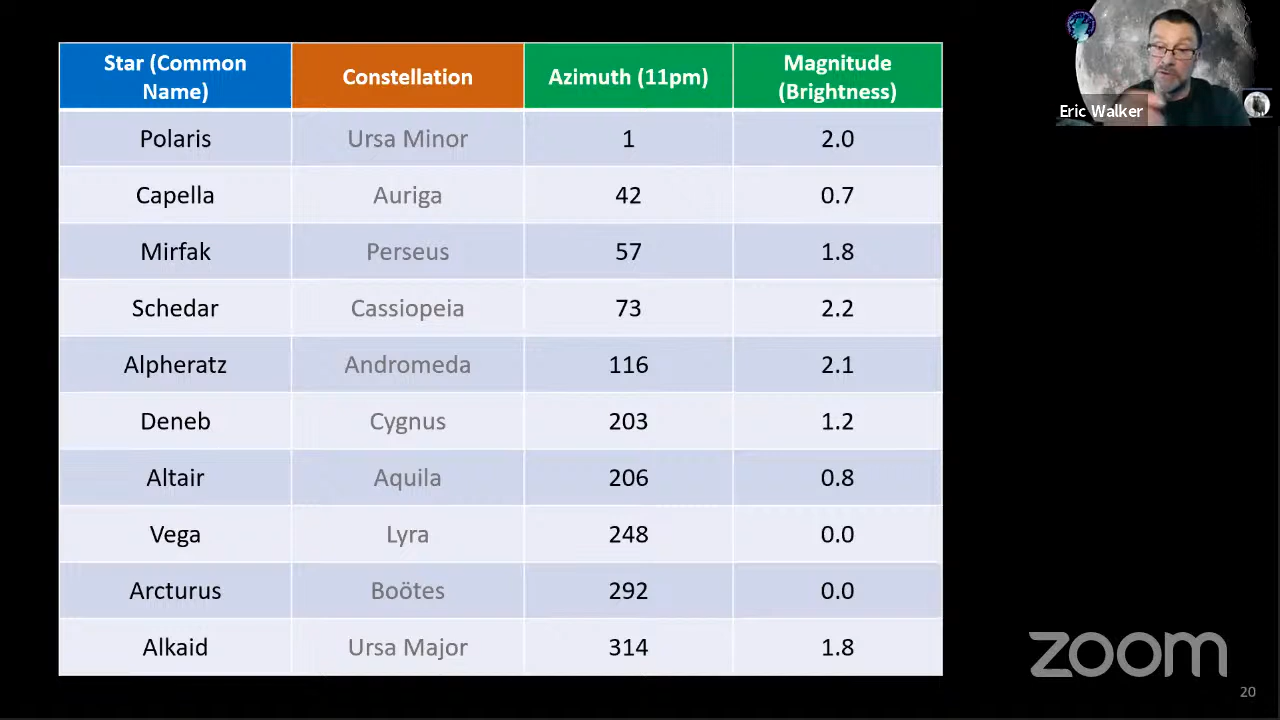 Star (Common Name) Constellation Azimuth (11pm) Magnitude (Brightness)
Polaris Ursa Minor 1 2.0
Capella Auriga 42 0.7
Mirfak Perseus 57 1.8
Schedar Cassiopeia 73 2.2
Alpheratz Andromeda 116 2.1
Deneb Cygnus 203 1.2
Altair Aquila 206 0.8
Vega Lyra 248 0.0
Arcturus Boötes 292 0.0
Alkaid Ursa Major 314 1.8
Eric Walker
zoom
20